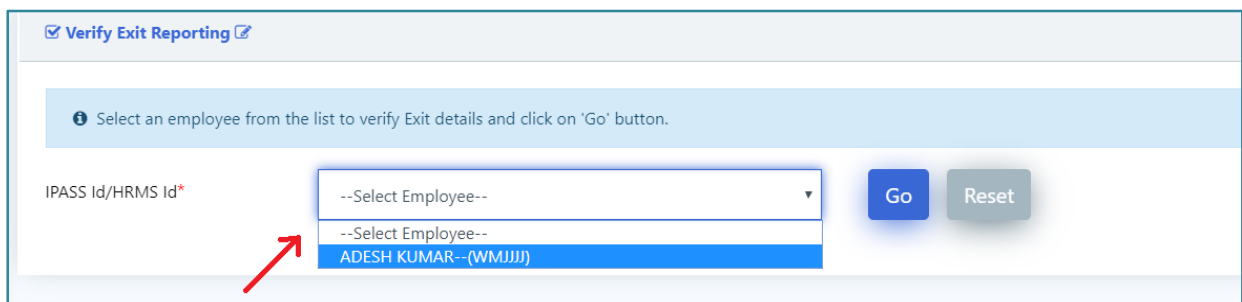 Verify Exit Reporting
Select an employee from the list to verify Exit details and click on 'Go' button.
IPASS Id/HRMS Id*
--Select Employee--
Go
Reset
--Select Employee--
ADESH KUMAR--(WMJJJJ)